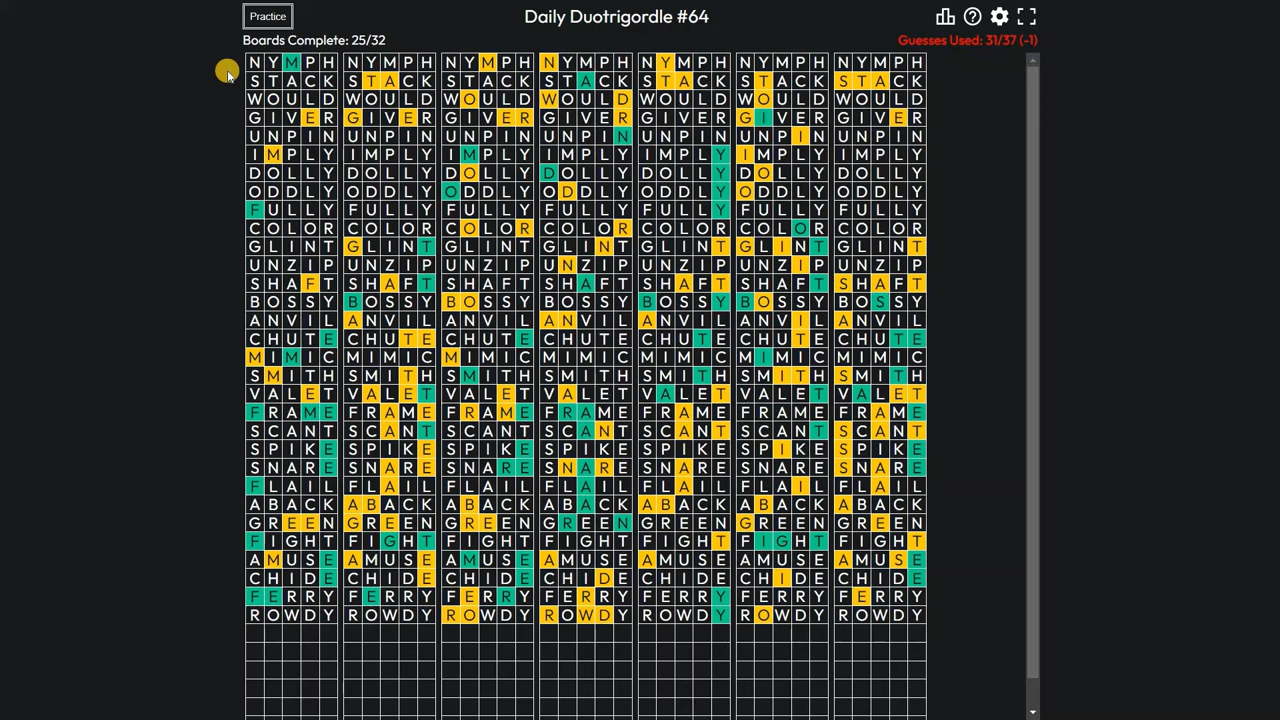 Practice Daily Duotrigordle #64
Boards Complete: 25/32 Guesses Used: 31/37 (-1)
NYMPH NYMPH NYMPH NYMPH NYMPH NYMPH NYMPH
STACK STACK STACK STACK STACK STACK STACK
WOULD WOULD WOULD WOULD WOULD WOULD WOULD
GIVER GIVER GIVER GIVER GIVER GIVER GIVER
UNPIN UNPIN UNPIN UNPIN UNPIN UNPIN UNPIN
IMPLY IMPLY IMPLY IMPLY IMPLY IMPLY IMPLY
DOLLY DOLLY DOLLY DOLLY DOLLY DOLLY DOLLY
ODDLY ODDLY ODDLY ODDLY ODDLY ODDLY ODDLY
FULLY FULLY FULLY FULLY FULLY FULLY FULLY
COLOR COLOR COLOR COLOR COLOR COLOR COLOR
GLINT GLINT GLINT GLINT GLINT GLINT GLINT
UNZIP UNZIP UNZIP UNZIP UNZIP UNZIP UNZIP
SHAFT SHAFT SHAFT SHAFT SHAFT SHAFT SHAFT
BOSSY BOSSY BOSSY BOSSY BOSSY BOSSY BOSSY
ANVIL ANVIL ANVIL ANVIL ANVIL ANVIL ANVIL
CHUTE CHUTE CHUTE CHUTE CHUTE CHUTE CHUTE
MIMIC MIMIC MIMIC MIMIC MIMIC MIMIC MIMIC
SMITH SMITH SMITH SMITH SMITH SMITH SMITH
VALET VALET VALET VALET VALET VALET VALET
FRAME FRAME FRAME FRAME FRAME FRAME FRAME
SCANT SCANT SCANT SCANT SCANT SCANT SCANT
SPIKE SPIKE SPIKE SPIKE SPIKE SPIKE SPIKE
SNARE SNARE SNARE SNARE SNARE SNARE SNARE
FLAIL FLAIL FLAIL FLAIL FLAIL FLAIL FLAIL
ABACK ABACK ABACK ABACK ABACK ABACK ABACK
GREEN GREEN GREEN GREEN GREEN GREEN GREEN
FIGHT FIGHT FIGHT FIGHT FIGHT FIGHT FIGHT
AMUSE AMUSE AMUSE AMUSE AMUSE AMUSE AMUSE
CHIDE CHIDE CHIDE CHIDE CHIDE CHIDE CHIDE
FERRY FERRY FERRY FERRY FERRY FERRY FERRY
ROWDY ROWDY ROWDY ROWDY ROWDY ROWDY ROWDY